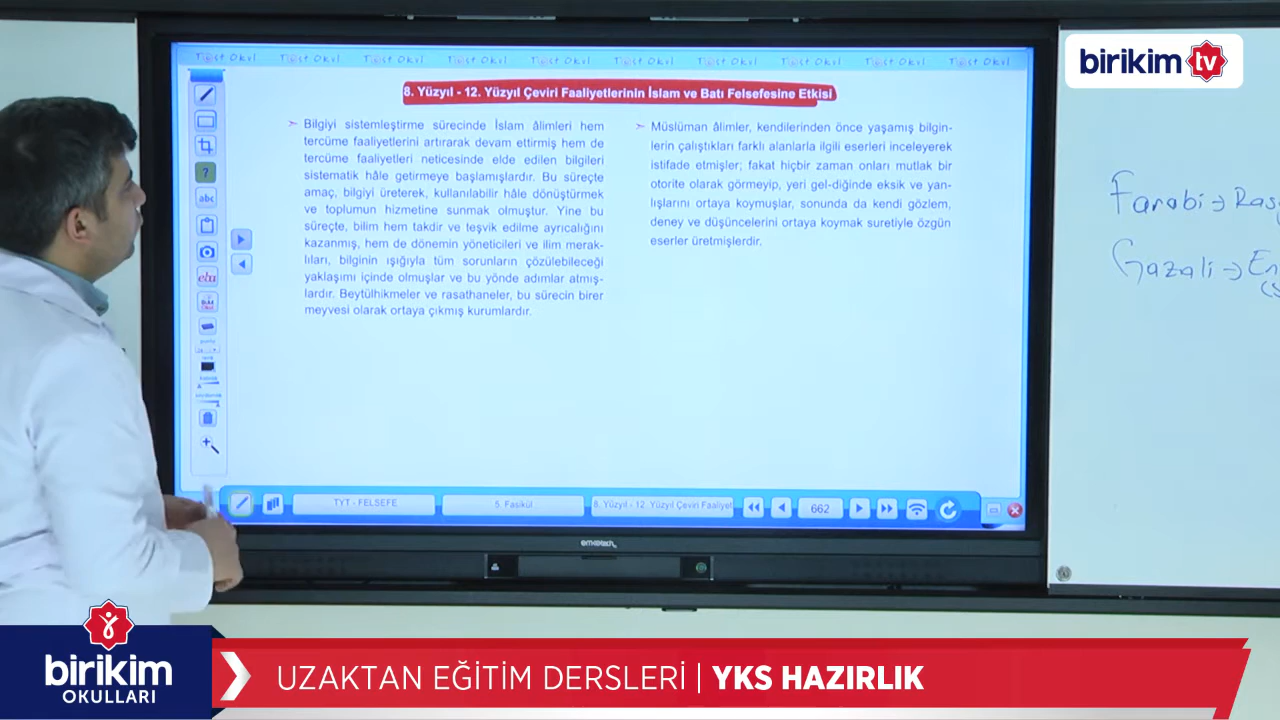 Test Okul Test Okul Test Okul Test Okul Test Okul Test Okul Test Okul Test Okul Test Okul Test Okul
birikim tv
8. Yüzyıl - 12. Yüzyıl Çeviri Faaliyetlerinin İslam ve Batı Felsefesine Etkisi
➣ Bilgiyi sistemleştirme sürecinde İslam âlimleri hem
tercüme faaliyetlerini artırarak devam ettirmiş hem de
tercüme faaliyetleri neticesinde elde edilen bilgileri
sistematik hâle getirmeye başlamışlardır. Bu süreçte
amaç, bilgiyi üreterek, kullanılabilir hâle dönüştürmek
ve toplumun hizmetine sunmak olmuştur. Yine bu
süreçte, bilim hem takdir ve teşvik edilme ayrıcalığını
kazanmış, hem de dönemin yöneticileri ve ilim merak-
lıları, bilginin ışığıyla tüm sorunların çözülebileceği
yaklaşımı içinde olmuşlar ve bu yönde adımlar atmış-
lardır. Beytülhikmeler ve rasathaneler, bu sürecin birer
meyvesi olarak ortaya çıkmış kurumlardır.
➣ Müslüman âlimler, kendilerinden önce yaşamış bilgin-
lerin çalıştıkları farklı alanlarla ilgili eserleri inceleyerek
istifade etmişler; fakat hiçbir zaman onları mutlak bir
otorite olarak görmeyip, yeri gel-diğinde eksik ve yan-
lışlarını ortaya koymuşlar, sonunda da kendi gözlem,
deney ve düşüncelerini ortaya koymak suretiyle özgün
eserler üretmişlerdir.
Farabi →
Gazali →
?
abc
ebu
TYT - FELSEFE
5. Fasikül
8. Yüzyıl - 12. Yüzyıl Çeviri Faaliyet
662
birikim
OKULLARI
UZAKTAN EĞİTİM DERSLERİ | YKS HAZIRLIK